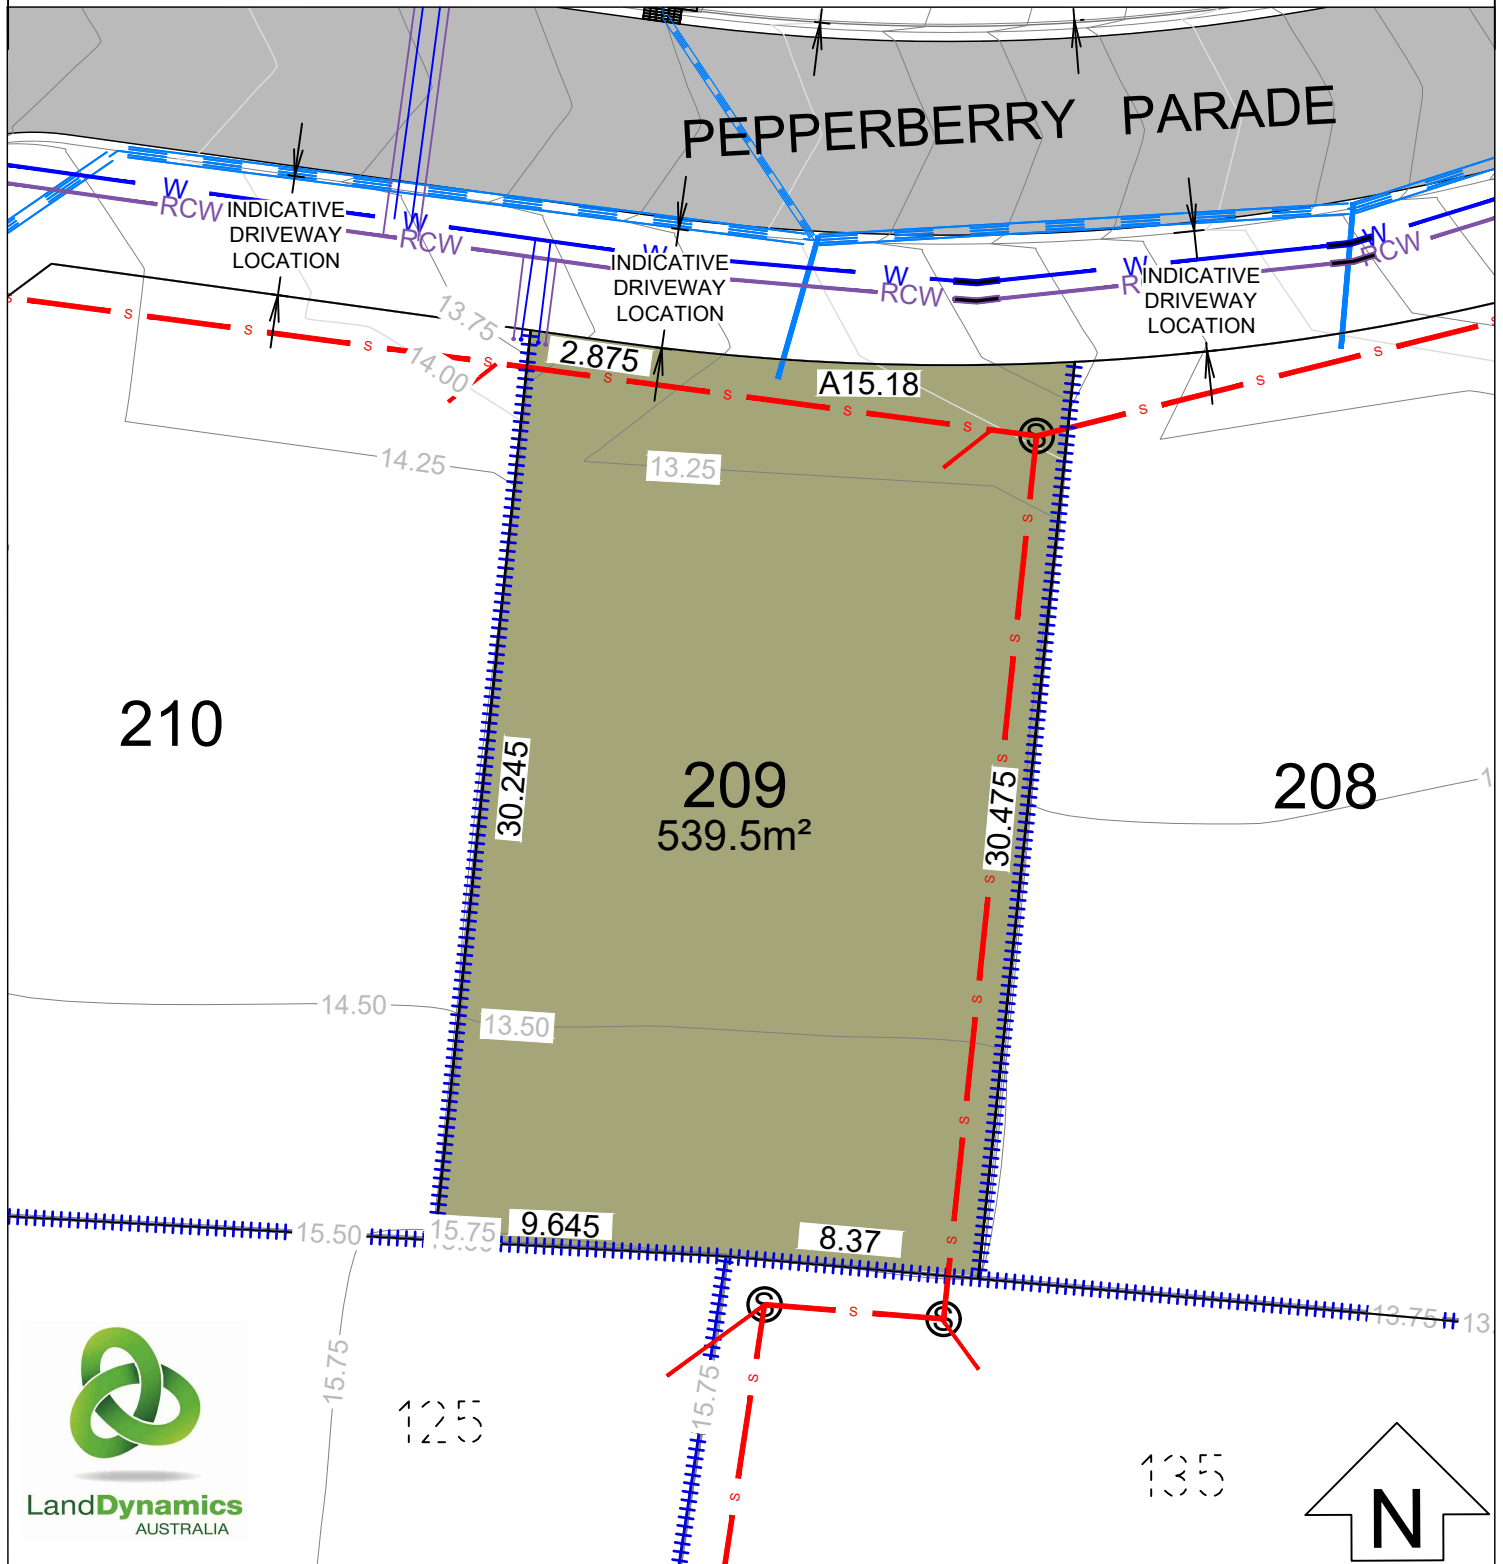 PEPPERBERRY PARADE
W
RCW
INDICATIVE
DRIVEWAY
LOCATION
W
RCW
W
INDICATIVE
DRIVEWAY
LOCATION
W
RCW
W
INDICATIVE
DRIVEWAY
LOCATION
W
RCW
s
s
s
s
s
s
s
s
s
s
s
s
13.75
14.00
2.875
A15.18
S
14.25
13.25
s
s
210
30.245
209
539.5m²
s
30.475
208
s
s
14.50
13.50
s
15.50
15.75
9.645
8.37
s
S
s
S
13.75
13.
15.75
15.75
s
125
135
s
N
LandDynamics
AUSTRALIA